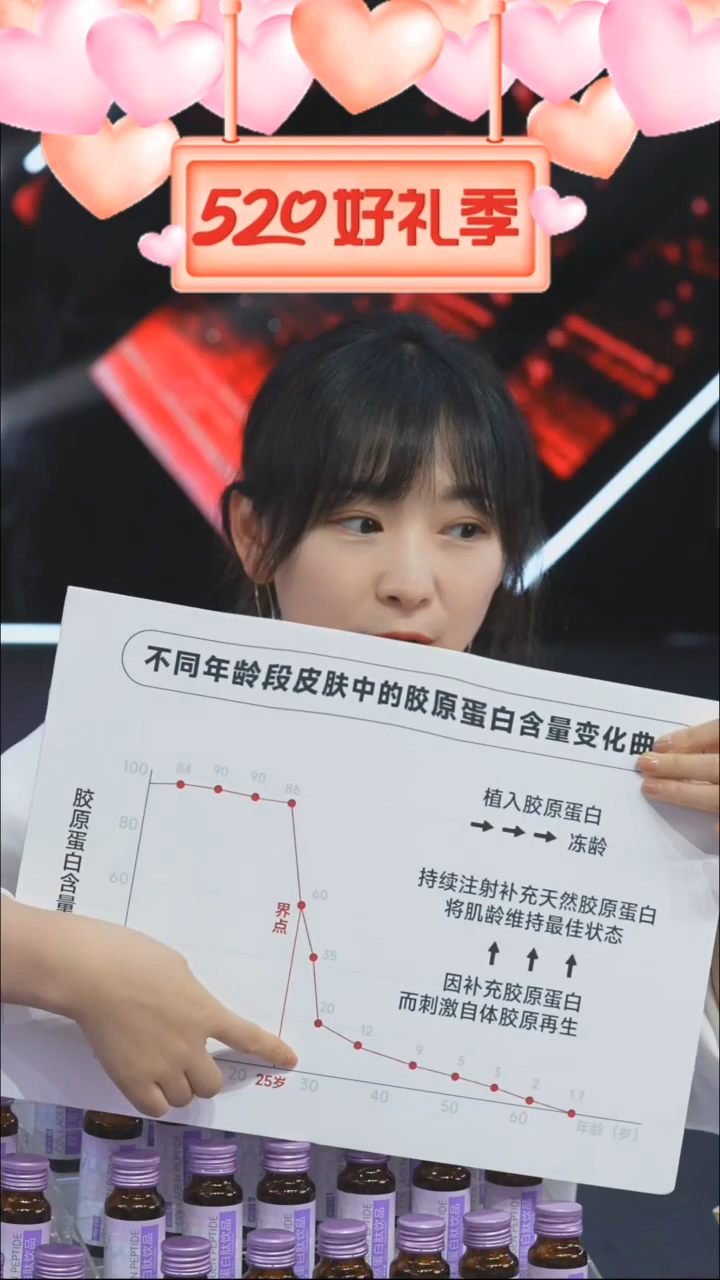 520好礼季
不同年龄段皮肤中的胶原蛋白含量变化曲
胶原蛋白含量
100
80
60
84
90
90
86
60
35
20
12
9
5
3
2
1.7
界点
20
25岁
30
40
50
60
年龄（岁）
植入胶原蛋白
冻龄
持续注射补充天然胶原蛋白
将肌龄维持最佳状态
因补充胶原蛋白
而刺激自体胶原再生